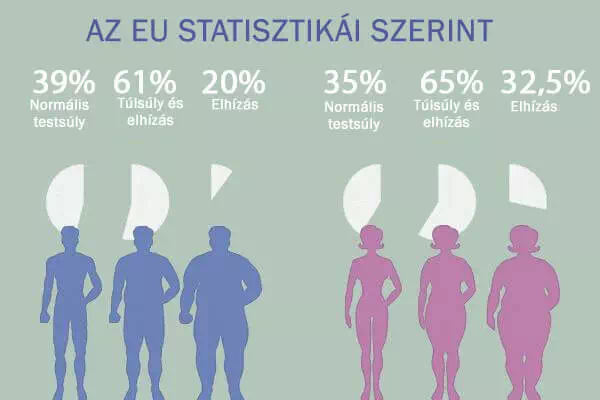 AZ EU STATISZTIKÁI SZERINT
39%
Normális
testsúly
61%
Túlsúly és
elhízás
20%
Elhízás
35%
Normális
testsúly
65%
Túlsúly és
elhízás
32,5%
Elhízás